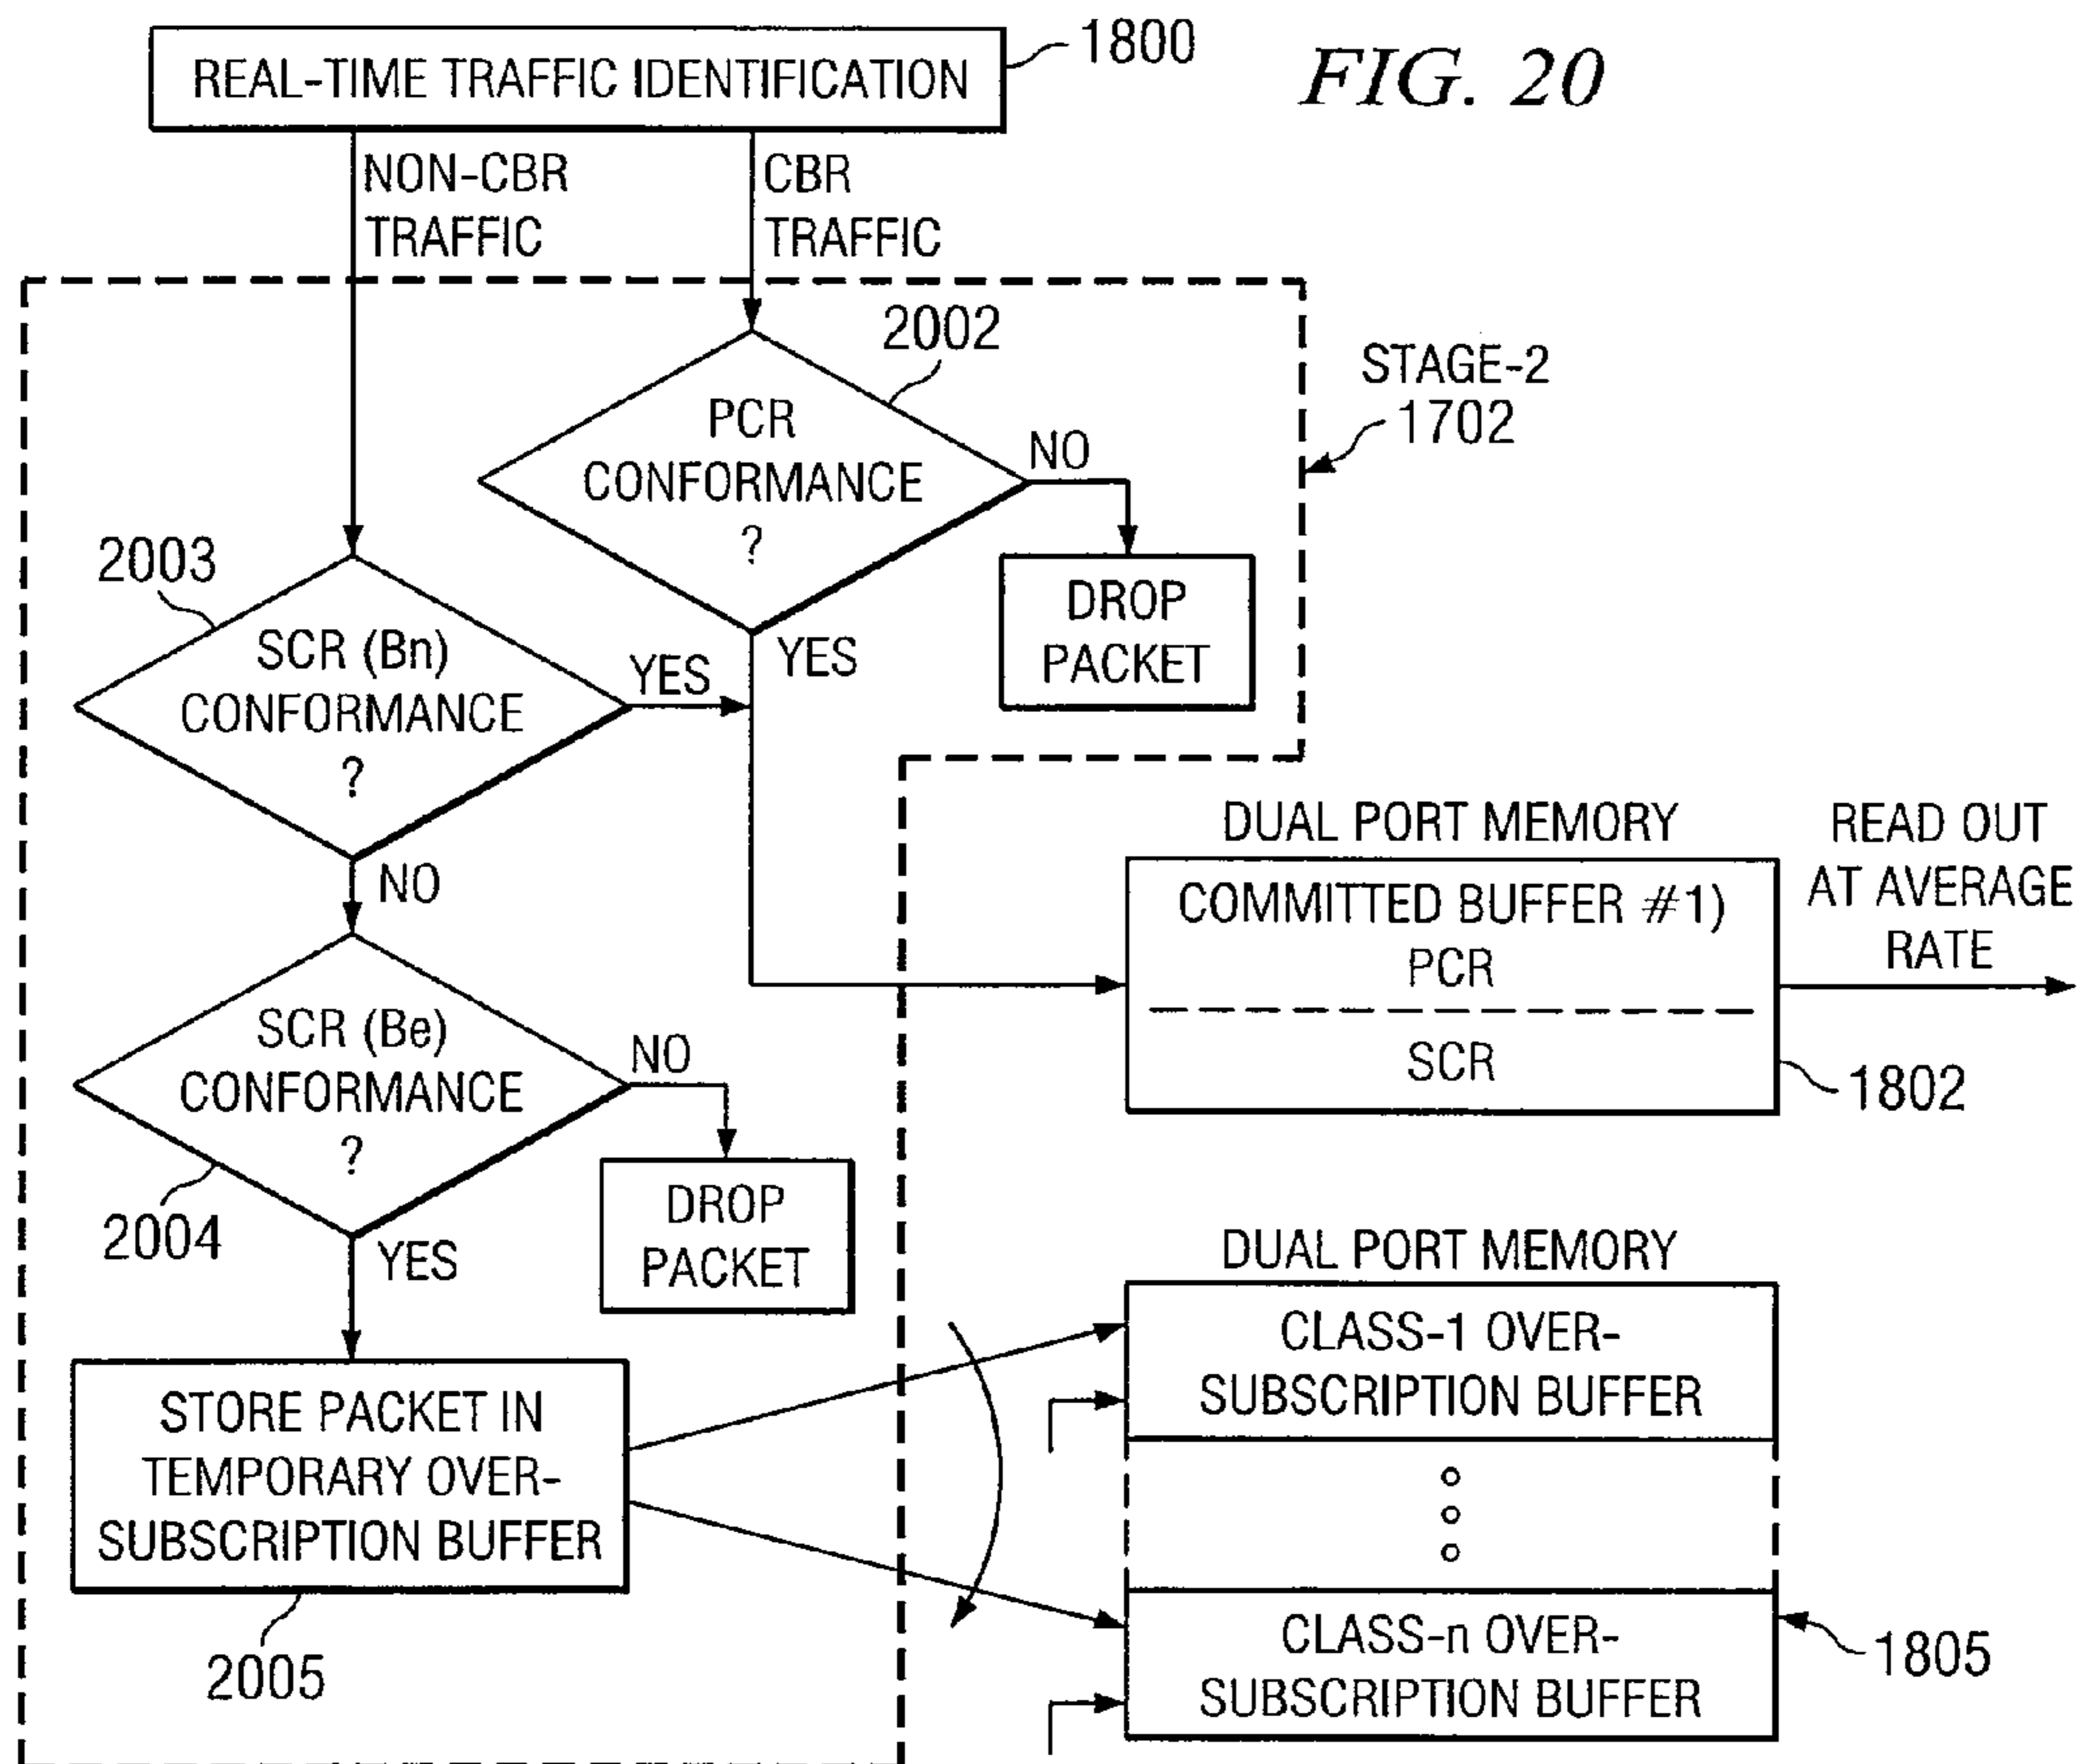 FIG. 20
REAL-TIME TRAFFIC IDENTIFICATION
1800
NON-CBR
TRAFFIC
CBR
TRAFFIC
2002
PCR
CONFORMANCE
?
NO
YES
DROP
PACKET
STAGE-2
1702
2003
SCR (Bn)
CONFORMANCE
?
YES
NO
DUAL PORT MEMORY
COMMITTED BUFFER #1)
PCR
SCR
1802
READ OUT
AT AVERAGE
RATE
SCR (Be)
CONFORMANCE
?
2004
NO
YES
DROP
PACKET
STORE PACKET IN
TEMPORARY OVER-
SUBSCRIPTION BUFFER
2005
DUAL PORT MEMORY
CLASS-1 OVER-
SUBSCRIPTION BUFFER
CLASS-n OVER-
SUBSCRIPTION BUFFER
1805